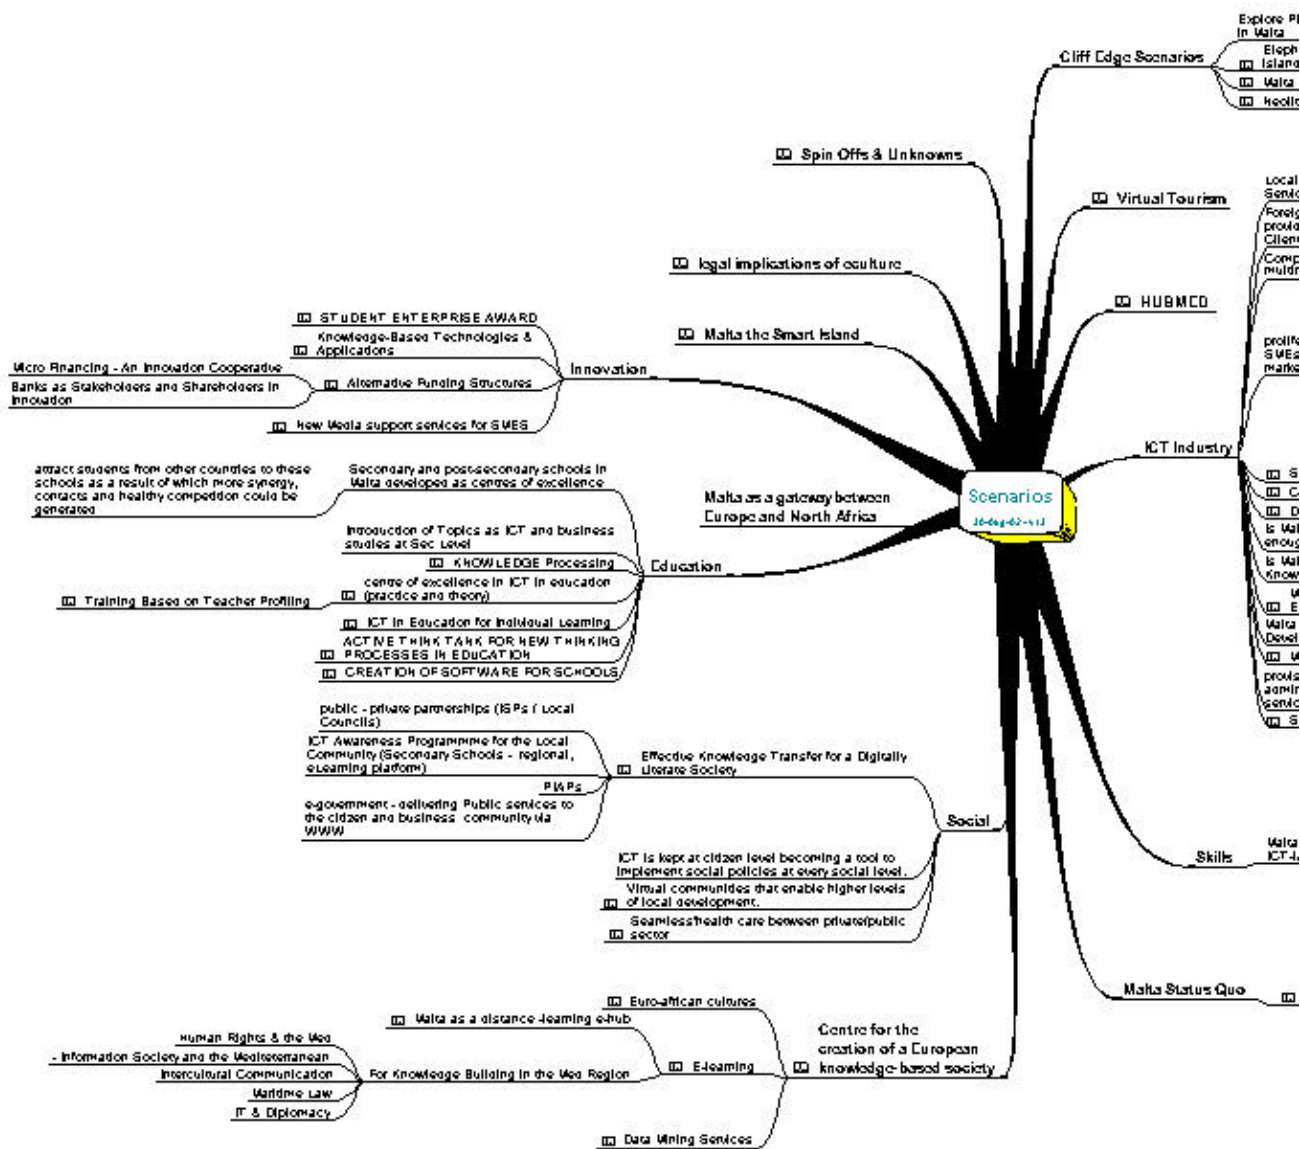 Explore
in Malta
Cliff Edge Scenarios
Island
Malta
Spin Offs & Unknowns
Virtual Tourism
Local
Foreig
Client
legal implications of eculture
HUBMED
Malta the Smart Island
SMEs
STUDENT ENTERPRISE AWARD
Knowledge-Based Technologies &
Applications
Innovation
Micro Financing - An Innovation Cooperative
Alternative Funding Structures
Banks as Stakeholders and Shareholders in
Innovation
New Media support services for SMES
ICT Industry
attract students from other countries to these
schools as a result of which more synergy,
contacts and healthy competition could be
generated
Secondary and post-secondary schools in
Malta developed as centres of excellence
Malta as a gateway between
Europe and North Africa
Scenarios
Introduction of Topics as ICT and business
studies at Sec Level
KNOWLEDGE Processing
Education
centre of excellence in ICT in education
(practice and theory)
Training Based on Teacher Profiling
ICT in Education for Individual Learning
ACTIVE THINK TANK FOR NEW THINKING
PROCESSES IN EDUCATION
CREATION OF SOFTWARE FOR SCHOOLS
Malta
public - private partnerships (ISPs / Local
Councils)
ICT Awareness Programme for the Local
Community (Secondary Schools - regional,
eLearning platform)
Effective Knowledge Transfer for a Digitally
Literate Society
PIAPs
e-government - delivering Public services to
the citizen and business community via
WWW
Social
ICT is kept at citizen level becoming a tool to
implement social policies at every social level.
Virtual communities that enable higher levels
of local development.
Seamless health care between private/public
sector
Skills
Malta
Malta Status Quo
Euro-african cultures
Malta as a distance-learning e-hub
Centre for the
creation of a European
knowledge-based society
Human Rights & the Med
- Information Society and the Mediterranean
Intercultural Communication
Maritime Law
IT & Diplomacy
For Knowledge Building in the Med Region
E-learning
Data Mining Services